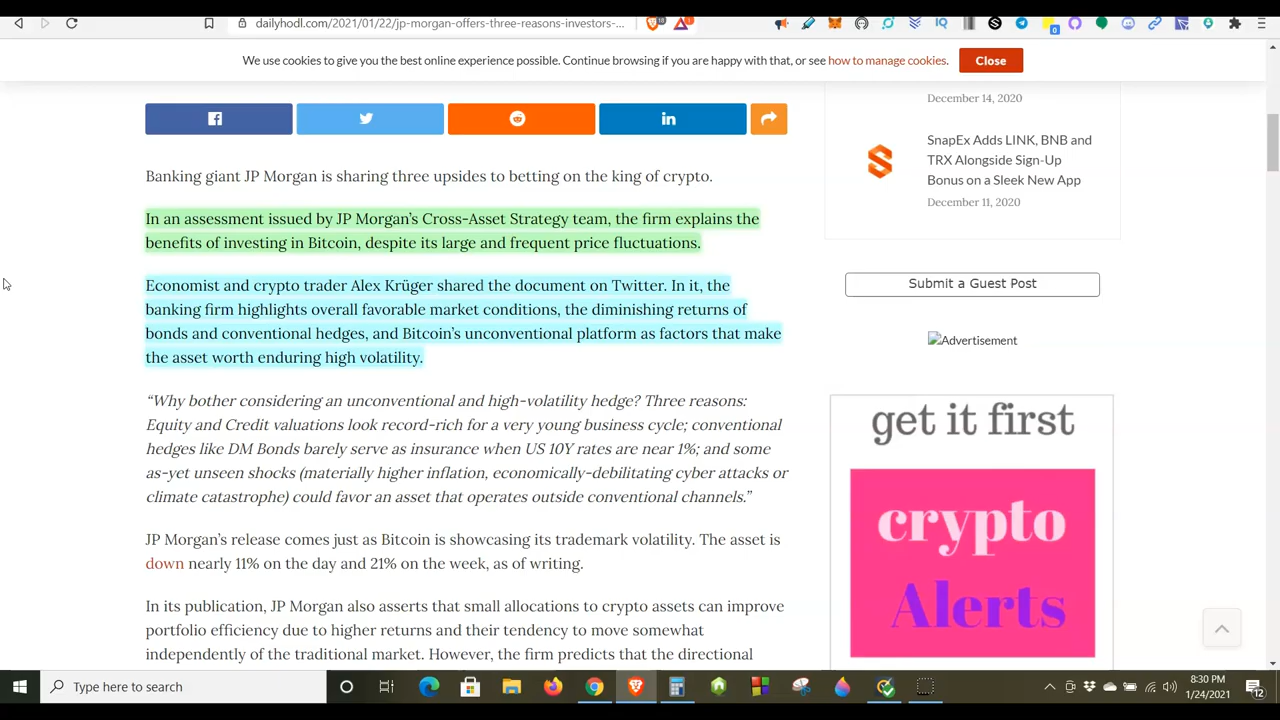 dailyhodl.com/2021/01/22/jp-morgan-offers-three-reasons-investors-...
We use cookies to give you the best online experience possible. Continue browsing if you are happy with that, or see how to manage cookies.
Close
Banking giant JP Morgan is sharing three upsides to betting on the king of crypto.
In an assessment issued by JP Morgan's Cross-Asset Strategy team, the firm explains the
benefits of investing in Bitcoin, despite its large and frequent price fluctuations.
Economist and crypto trader Alex Krüger shared the document on Twitter. In it, the
banking firm highlights overall favorable market conditions, the diminishing returns of
bonds and conventional hedges, and Bitcoin's unconventional platform as factors that make
the asset worth enduring high volatility.
“Why bother considering an unconventional and high-volatility hedge? Three reasons:
Equity and Credit valuations look record-rich for a very young business cycle; conventional
hedges like DM Bonds barely serve as insurance when US 10Y rates are near 1%; and some
as-yet unseen shocks (materially higher inflation, economically-debilitating cyber attacks or
climate catastrophe) could favor an asset that operates outside conventional channels.”
JP Morgan's release comes just as Bitcoin is showcasing its trademark volatility. The asset is
down nearly 11% on the day and 21% on the week, as of writing.
In its publication, JP Morgan also asserts that small allocations to crypto assets can improve
portfolio efficiency due to higher returns and their tendency to move somewhat
independently of the traditional market. However, the firm predicts that the directional
December 14, 2020
SnapEx Adds LINK, BNB and
TRX Alongside Sign-Up
Bonus on a Sleek New App
December 11, 2020
Submit a Guest Post
Advertisement
get it first
crypto
Alerts
Type here to search
8:30 PM
1/24/2021
12